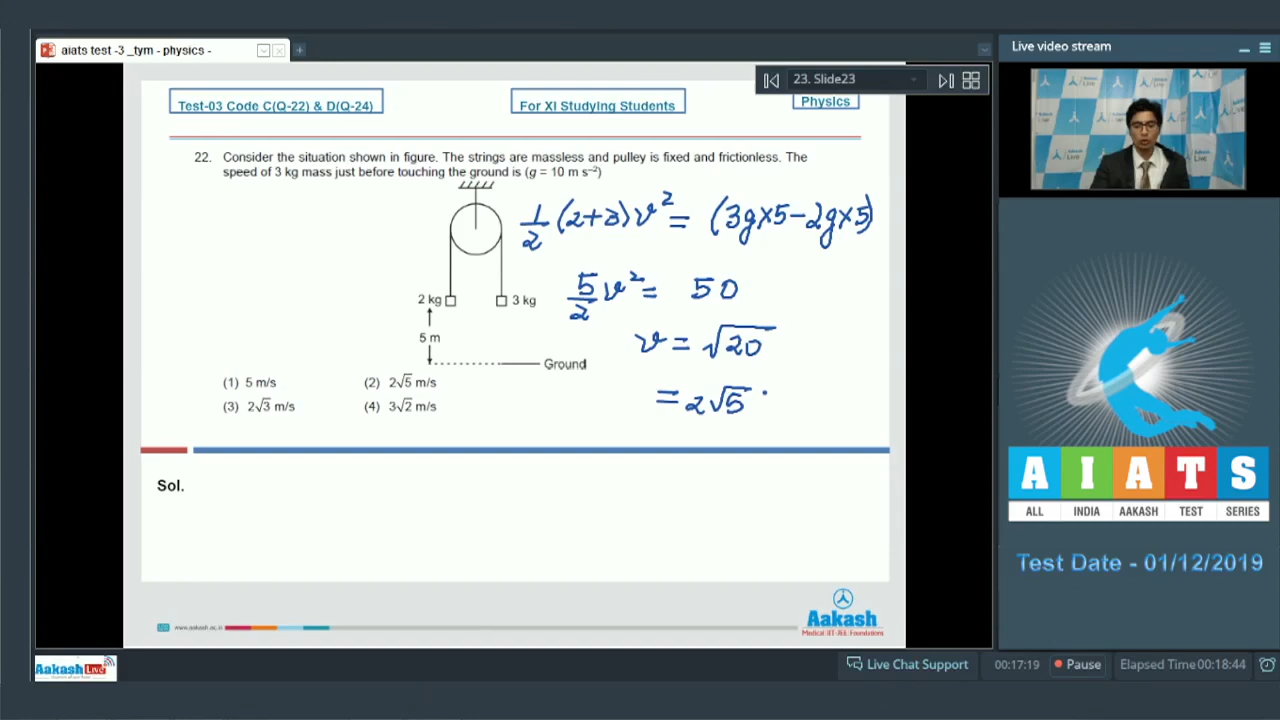 aiats test -3 _tym - physics -
Live video stream
23. Slide23
Test-03 Code C(Q-22) & D(Q-24)
For XI Studying Students
Physics
22. Consider the situation shown in figure. The strings are massless and pulley is fixed and frictionless. The
speed of 3 kg mass just before touching the ground is (g = 10 m s⁻²)
1/2 (2+3)v² = (3g×5-2g×5)
5/2 v² = 50
2 kg
3 kg
v = √20
5 m
Ground
= 2√5
(1) 5 m/s
(2) 2√5 m/s
(3) 2√3 m/s
(4) 3√2 m/s
Sol.
A I A T S
ALL INDIA AAKASH TEST SERIES
Test Date - 01/12/2019
www.aakash.ac.in
Aakash
Medical|IIT-JEE|Foundations
Aakash Live
Live Chat Support
00:17:19
Pause
Elapsed Time 00:18:44